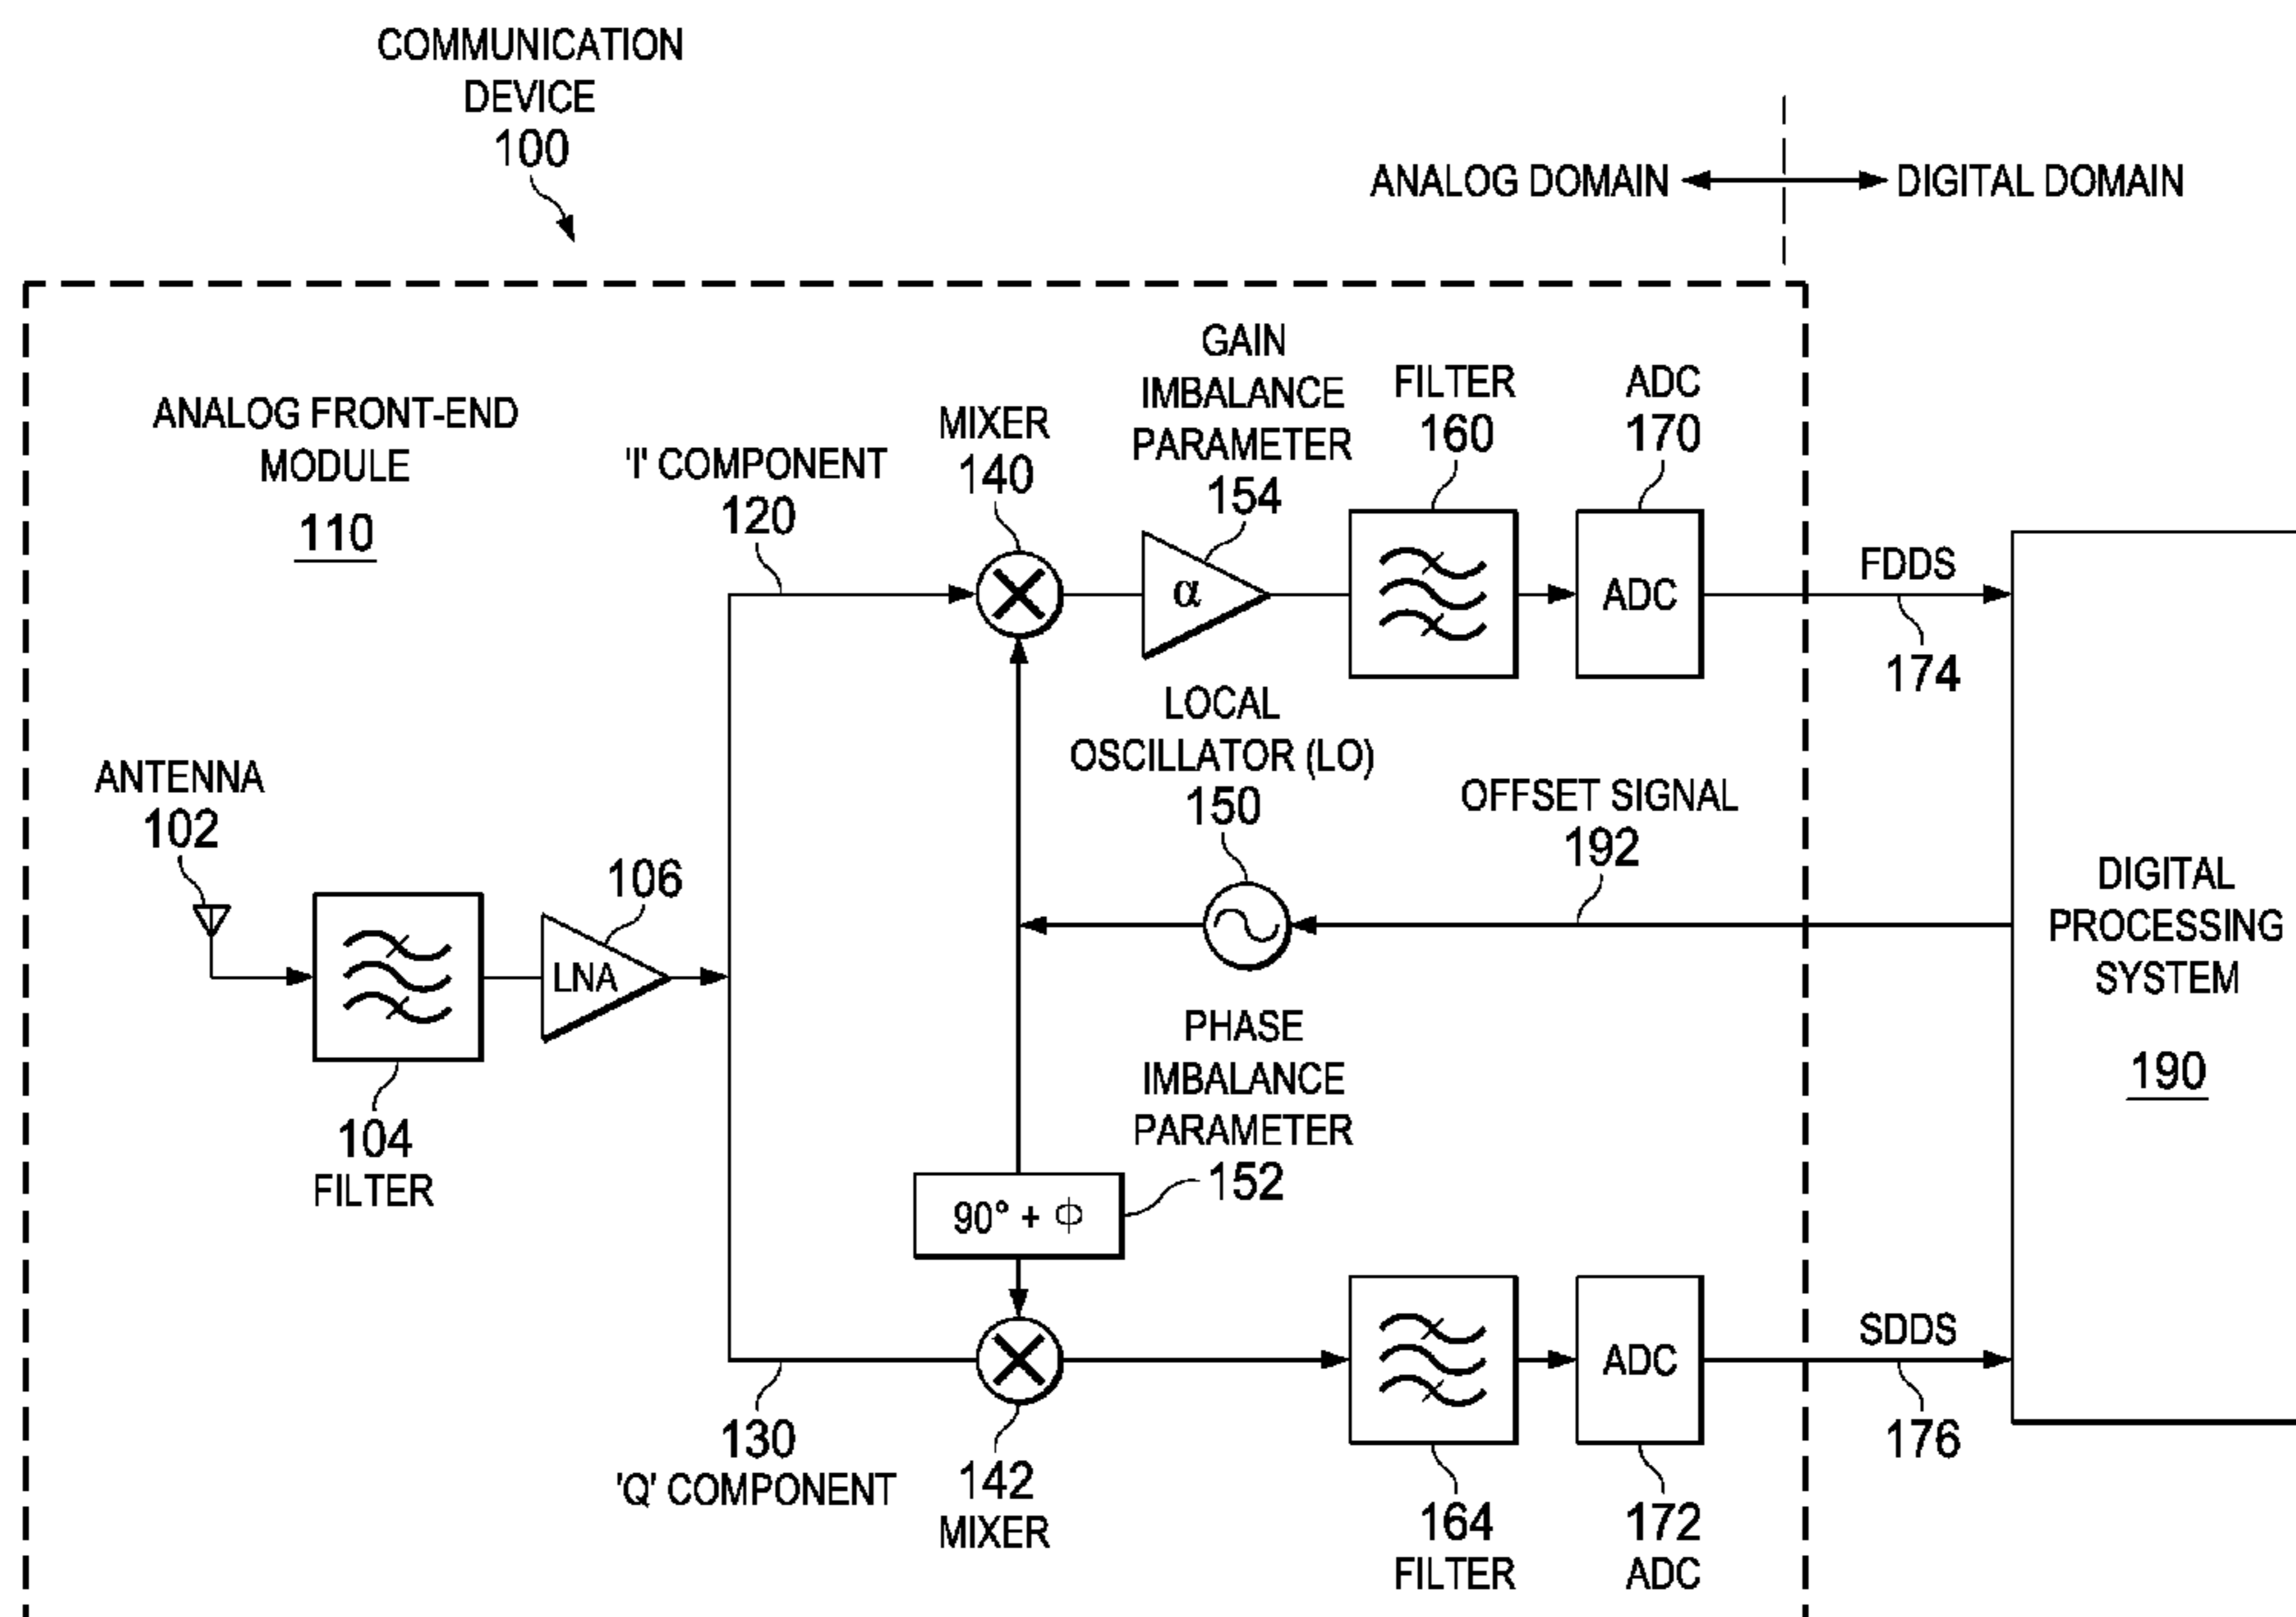 COMMUNICATION
DEVICE
100
ANALOG DOMAIN
DIGITAL DOMAIN
ANALOG FRONT-END
MODULE
110
'I' COMPONENT
120
MIXER
140
GAIN
IMBALANCE
PARAMETER
154
α
FILTER
160
ADC
170
ADC
FDDS
174
LOCAL
OSCILLATOR (LO)
150
OFFSET SIGNAL
192
ANTENNA
102
106
LNA
104
FILTER
PHASE
IMBALANCE
PARAMETER
152
90° + Φ
DIGITAL
PROCESSING
SYSTEM
190
130
'Q' COMPONENT
142
MIXER
164
FILTER
ADC
172
ADC
SDDS
176